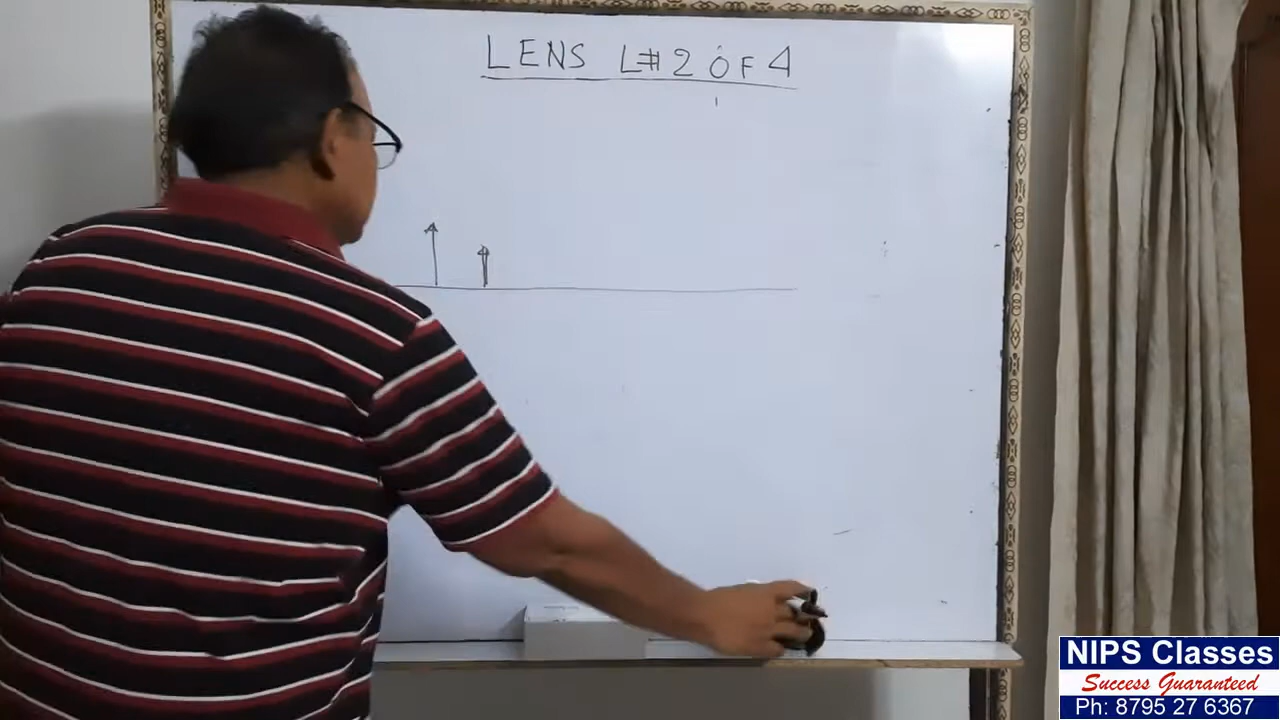 LENS L#2 OF 4
NIPS Classes
Success Guaranteed
Ph: 8795 27 6367